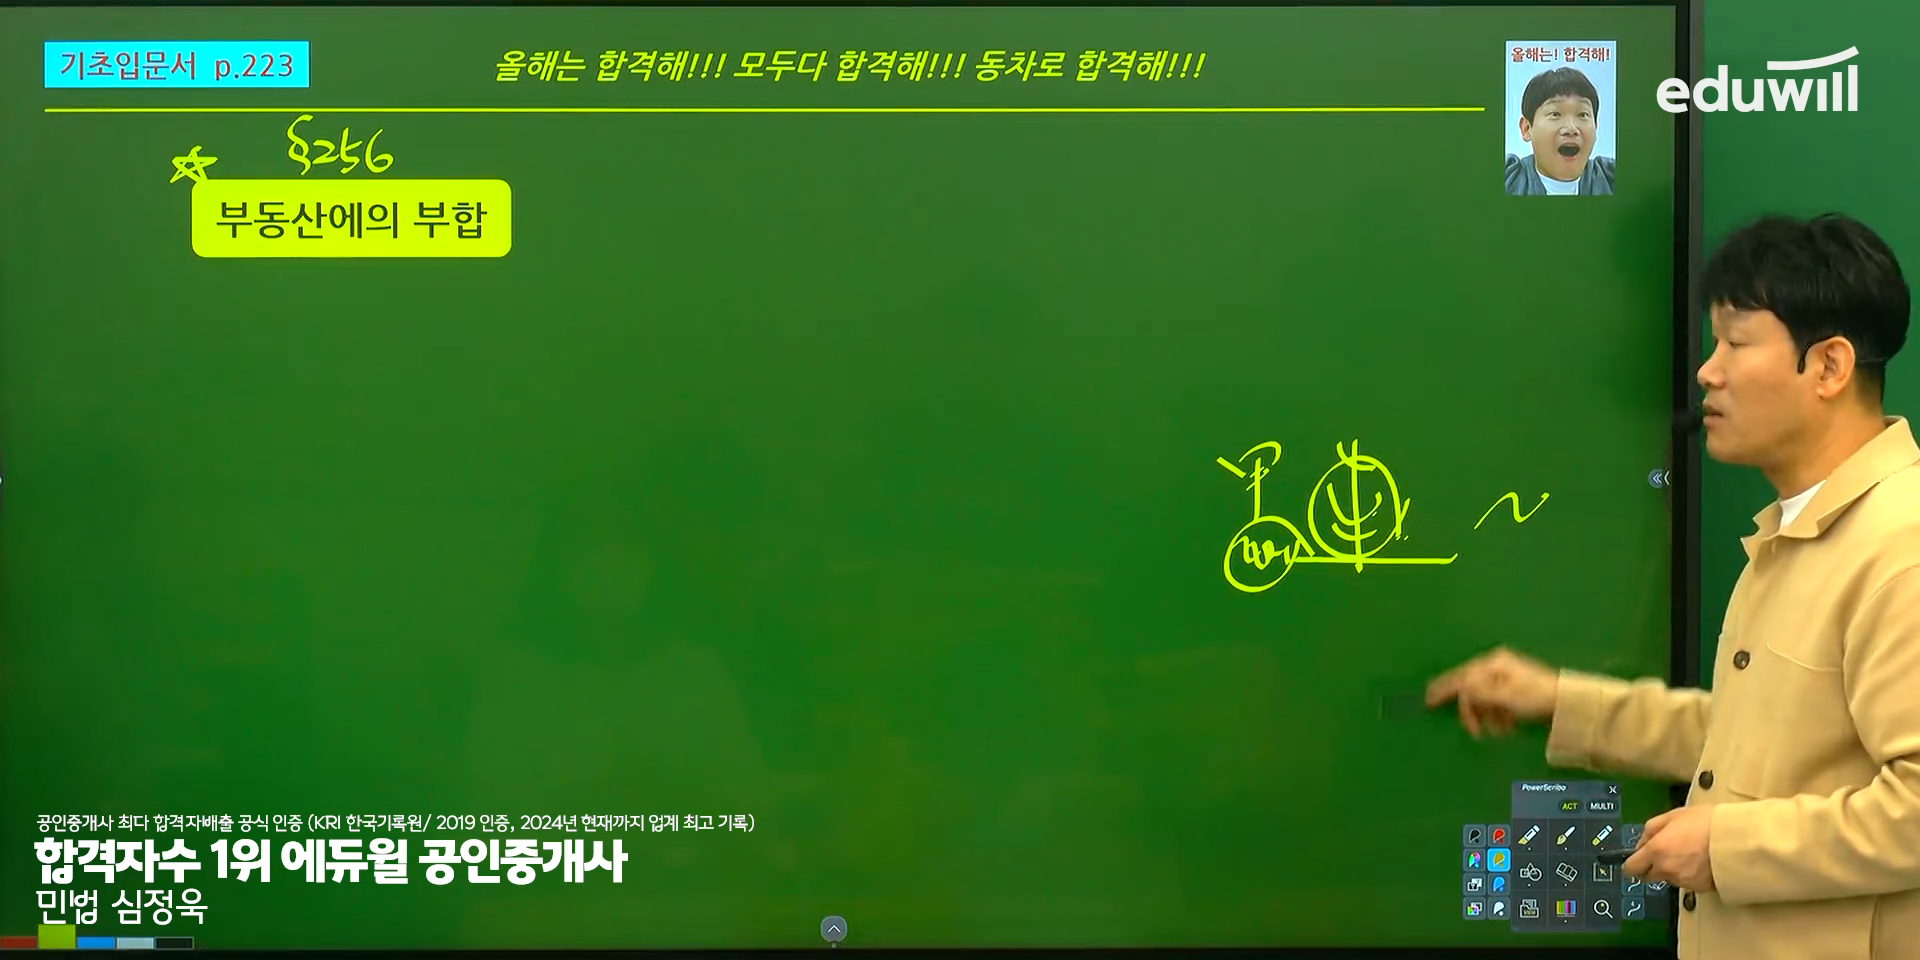 기초입문서 p.223
올해는 합격해!!! 모두다 합격해!!! 동차로 합격해!!!
올해는! 합격해!
eduwill
§256
부동산에의 부합
PowerScribe
ACT MULTI
공인중개사 최다 합격자배출 공식 인증 (KRI 한국기록원/ 2019 인증, 2024년 현재까지 업계 최고 기록)
합격자수 1위 에듀윌 공인중개사
민법 심정욱